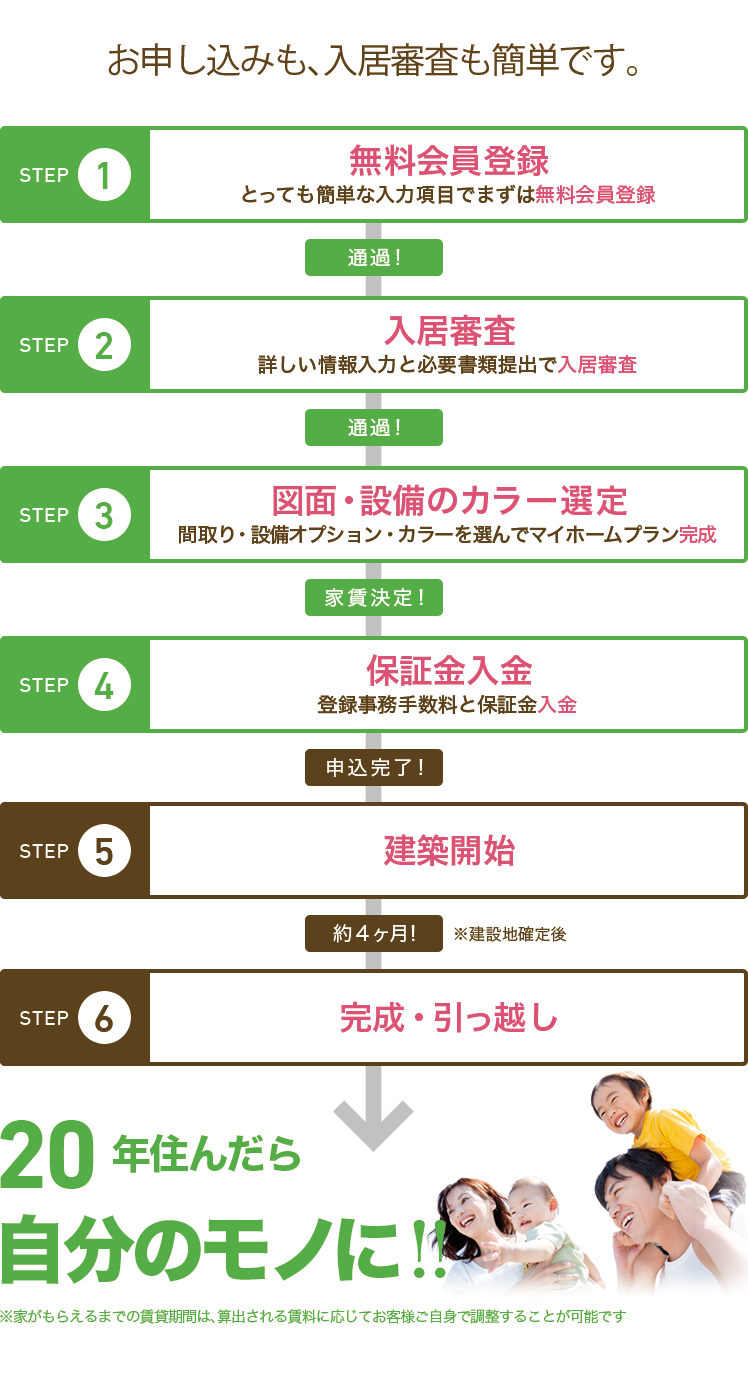 お申し込みも、入居審査も簡単です。
STEP 1
無料会員登録
とっても簡単な入力項目でまずは無料会員登録
通過！
STEP 2
入居審査
詳しい情報入力と必要書類提出で入居審査
通過！
STEP 3
図面・設備のカラー選定
間取り・設備オプション・カラーを選んでマイホームプラン完成
家賃決定！
STEP 4
保証金入金
登録事務手数料と保証金入金
申込完了！
STEP 5
建築開始
約４ヶ月！ ※建設地確定後
STEP 6
完成・引っ越し
20年住んだら
自分のモノに!!
※家がもらえるまでの賃貸期間は、算出される賃料に応じてお客様ご自身で調整することが可能です